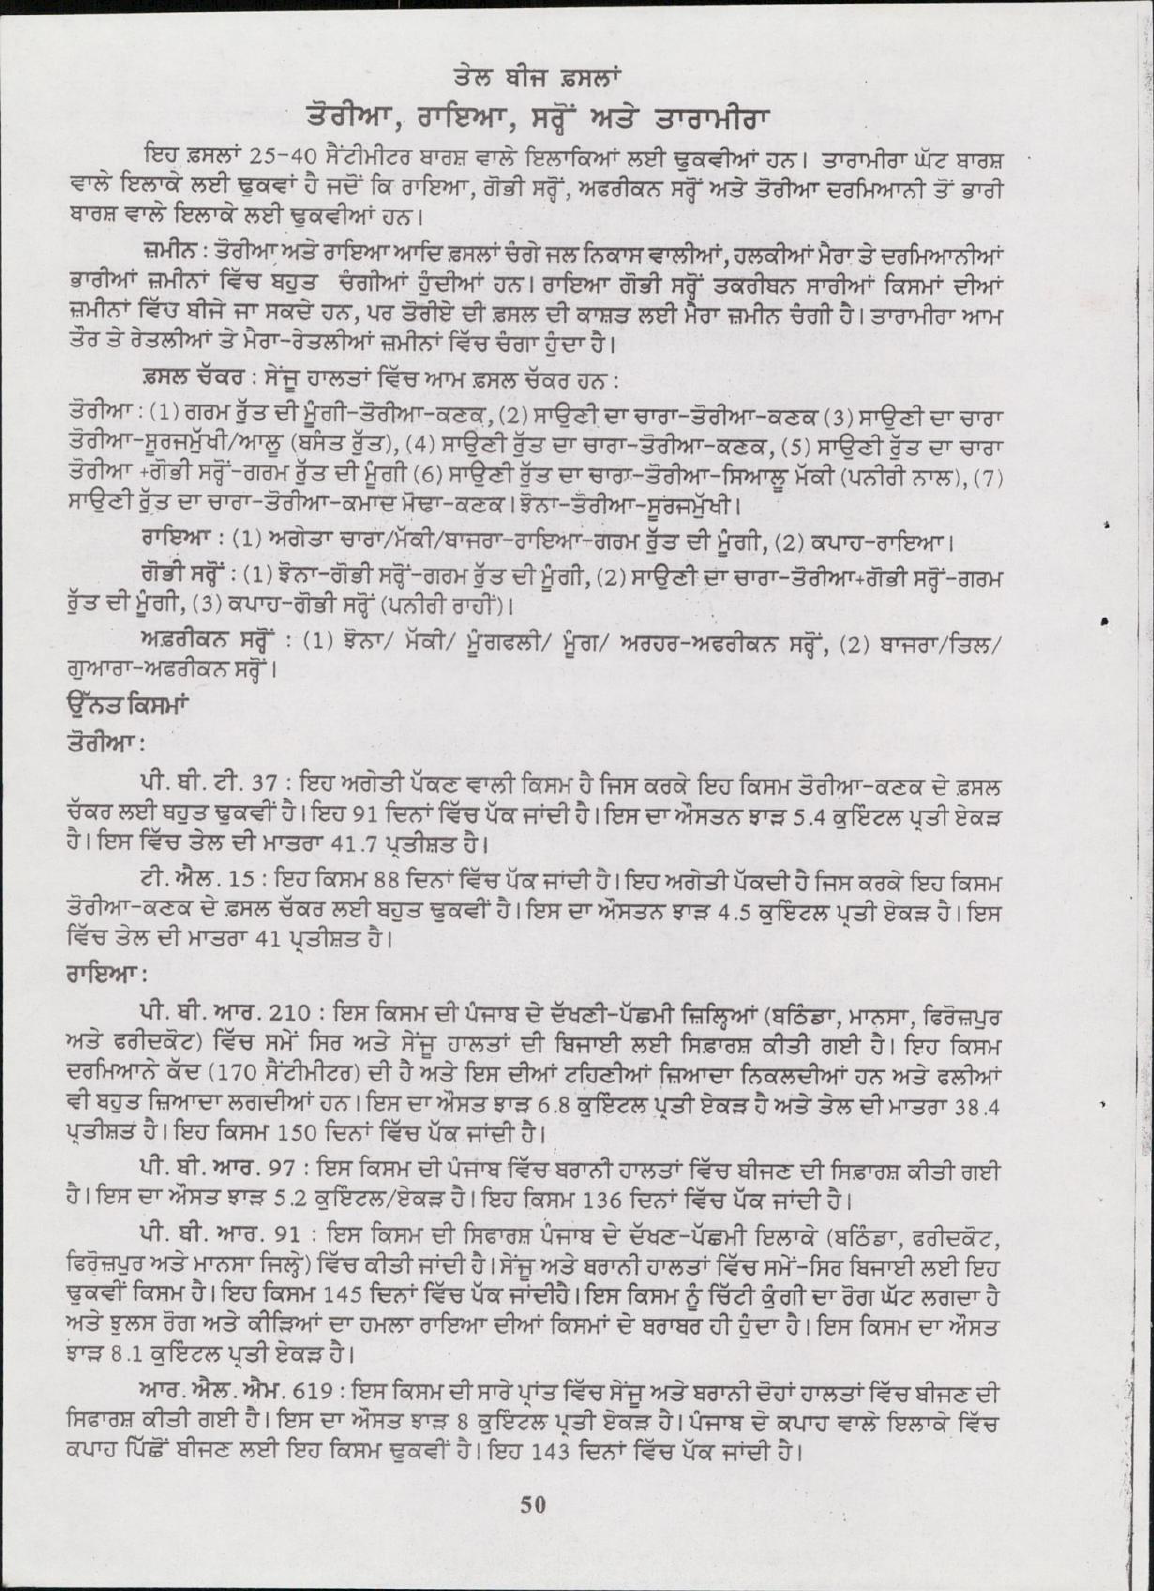 ਤੇਲ ਬੀਜ ਫ਼ਸਲਾਂ
ਤੋਰੀਆ, ਰਾਇਆ, ਸਰ੍ਹੋਂ ਅਤੇ ਤਾਰਾਮੀਰਾ
ਇਹ ਫ਼ਸਲਾਂ 25-40 ਸੈਂਟੀਮੀਟਰ ਬਾਰਸ਼ ਵਾਲੇ ਇਲਾਕਿਆਂ ਲਈ ਢੁਕਵੀਆਂ ਹਨ। ਤਾਰਾਮੀਰਾ ਘੱਟ ਬਾਰਸ਼
ਵਾਲੇ ਇਲਾਕੇ ਲਈ ਢੁਕਵਾਂ ਹੈ ਜਦੋਂ ਕਿ ਰਾਇਆ, ਗੋਭੀ ਸਰ੍ਹੋਂ, ਅਫਰੀਕਨ ਸਰ੍ਹੋਂ ਅਤੇ ਤੋਰੀਆ ਦਰਮਿਆਨੀ ਤੋਂ ਭਾਰੀ
ਬਾਰਸ਼ ਵਾਲੇ ਇਲਾਕੇ ਲਈ ਢੁਕਵੀਆਂ ਹਨ।
ਜ਼ਮੀਨ : ਤੋਰੀਆ ਅਤੇ ਰਾਇਆ ਆਦਿ ਫ਼ਸਲਾਂ ਚੰਗੇ ਜਲ ਨਿਕਾਸ ਵਾਲੀਆਂ, ਹਲਕੀਆਂ ਮੈਰਾ ਤੇ ਦਰਮਿਆਨੀਆਂ
ਭਾਰੀਆਂ ਜ਼ਮੀਨਾਂ ਵਿੱਚ ਬਹੁਤ ਚੰਗੀਆਂ ਹੁੰਦੀਆਂ ਹਨ। ਰਾਇਆ ਗੋਭੀ ਸਰ੍ਹੋਂ ਤਕਰੀਬਨ ਸਾਰੀਆਂ ਕਿਸਮਾਂ ਦੀਆਂ
ਜ਼ਮੀਨਾਂ ਵਿੱਚ ਬੀਜੇ ਜਾ ਸਕਦੇ ਹਨ, ਪਰ ਤੋਰੀਏ ਦੀ ਫ਼ਸਲ ਦੀ ਕਾਸ਼ਤ ਲਈ ਮੈਰਾ ਜ਼ਮੀਨ ਚੰਗੀ ਹੈ। ਤਾਰਾਮੀਰਾ ਆਮ
ਤੌਰ ਤੇ ਰੇਤਲੀਆਂ ਤੇ ਮੈਰਾ-ਰੇਤਲੀਆਂ ਜ਼ਮੀਨਾਂ ਵਿੱਚ ਚੰਗਾ ਹੁੰਦਾ ਹੈ।
ਫ਼ਸਲ ਚੱਕਰ : ਸੇਂਜੂ ਹਾਲਤਾਂ ਵਿੱਚ ਆਮ ਫ਼ਸਲ ਚੱਕਰ ਹਨ :
ਤੋਰੀਆ : (1) ਗਰਮ ਰੁੱਤ ਦੀ ਮੂੰਗੀ-ਤੋਰੀਆ-ਕਣਕ, (2) ਸਾਉਣੀ ਦਾ ਚਾਰਾ-ਤੋਰੀਆ-ਕਣਕ (3) ਸਾਉਣੀ ਦਾ ਚਾਰਾ
ਤੋਰੀਆ-ਸੂਰਜਮੁੱਖੀ/ਆਲੂ (ਬਸੰਤ ਰੁੱਤ), (4) ਸਾਉਣੀ ਰੁੱਤ ਦਾ ਚਾਰਾ-ਤੋਰੀਆ-ਕਣਕ, (5) ਸਾਉਣੀ ਰੁੱਤ ਦਾ ਚਾਰਾ
ਤੋਰੀਆ +ਗੋਭੀ ਸਰ੍ਹੋਂ-ਗਰਮ ਰੁੱਤ ਦੀ ਮੂੰਗੀ (6) ਸਾਉਣੀ ਰੁੱਤ ਦਾ ਚਾਰਾ-ਤੋਰੀਆ-ਸਿਆਲੂ ਮੱਕੀ (ਪਨੀਰੀ ਨਾਲ), (7)
ਸਾਉਣੀ ਰੁੱਤ ਦਾ ਚਾਰਾ-ਤੋਰੀਆ-ਕਮਾਦ ਮੋਢਾ-ਕਣਕ। ਝੋਨਾ-ਤੋਰੀਆ-ਸੂਰਜਮੁੱਖੀ।
ਰਾਇਆ : (1) ਅਗੇਤਾ ਚਾਰਾ/ਮੱਕੀ/ਬਾਜਰਾ-ਰਾਇਆ-ਗਰਮ ਰੁੱਤ ਦੀ ਮੂੰਗੀ, (2) ਕਪਾਹ-ਰਾਇਆ।
ਗੋਭੀ ਸਰ੍ਹੋਂ : (1) ਝੋਨਾ-ਗੋਭੀ ਸਰ੍ਹੋਂ-ਗਰਮ ਰੁੱਤ ਦੀ ਮੂੰਗੀ, (2) ਸਾਉਣੀ ਦਾ ਚਾਰਾ-ਤੋਰੀਆ+ਗੋਭੀ ਸਰ੍ਹੋਂ-ਗਰਮ
ਰੁੱਤ ਦੀ ਮੂੰਗੀ, (3) ਕਪਾਹ-ਗੋਭੀ ਸਰ੍ਹੋਂ (ਪਨੀਰੀ ਰਾਹੀਂ)।
ਅਫ਼ਰੀਕਨ ਸਰ੍ਹੋਂ : (1) ਝੋਨਾ/ ਮੱਕੀ/ ਮੂੰਗਫਲੀ/ ਮੂੰਗ/ ਅਰਹਰ-ਅਫਰੀਕਨ ਸਰ੍ਹੋਂ, (2) ਬਾਜਰਾ/ਤਿਲ/
ਗੁਆਰਾ-ਅਫਰੀਕਨ ਸਰ੍ਹੋਂ।
ਉੱਨਤ ਕਿਸਮਾਂ
ਤੋਰੀਆ :
ਪੀ. ਬੀ. ਟੀ. 37 : ਇਹ ਅਗੇਤੀ ਪੱਕਣ ਵਾਲੀ ਕਿਸਮ ਹੈ ਜਿਸ ਕਰਕੇ ਇਹ ਕਿਸਮ ਤੋਰੀਆ-ਕਣਕ ਦੇ ਫ਼ਸਲ
ਚੱਕਰ ਲਈ ਬਹੁਤ ਢੁਕਵੀਂ ਹੈ। ਇਹ 91 ਦਿਨਾਂ ਵਿੱਚ ਪੱਕ ਜਾਂਦੀ ਹੈ। ਇਸ ਦਾ ਔਸਤਨ ਝਾੜ 5.4 ਕੁਇੰਟਲ ਪ੍ਰਤੀ ਏਕੜ
ਹੈ। ਇਸ ਵਿੱਚ ਤੇਲ ਦੀ ਮਾਤਰਾ 41.7 ਪ੍ਰਤੀਸ਼ਤ ਹੈ।
ਟੀ. ਐਲ. 15 : ਇਹ ਕਿਸਮ 88 ਦਿਨਾਂ ਵਿੱਚ ਪੱਕ ਜਾਂਦੀ ਹੈ। ਇਹ ਅਗੇਤੀ ਪੱਕਦੀ ਹੈ ਜਿਸ ਕਰਕੇ ਇਹ ਕਿਸਮ
ਤੋਰੀਆ-ਕਣਕ ਦੇ ਫ਼ਸਲ ਚੱਕਰ ਲਈ ਬਹੁਤ ਢੁਕਵੀਂ ਹੈ। ਇਸ ਦਾ ਔਸਤਨ ਝਾੜ 4.5 ਕੁਇੰਟਲ ਪ੍ਰਤੀ ਏਕੜ ਹੈ। ਇਸ
ਵਿੱਚ ਤੇਲ ਦੀ ਮਾਤਰਾ 41 ਪ੍ਰਤੀਸ਼ਤ ਹੈ।
ਰਾਇਆ :
ਪੀ. ਬੀ. ਆਰ. 210 : ਇਸ ਕਿਸਮ ਦੀ ਪੰਜਾਬ ਦੇ ਦੱਖਣੀ-ਪੱਛਮੀ ਜ਼ਿਲ੍ਹਿਆਂ (ਬਠਿੰਡਾ, ਮਾਨਸਾ, ਫਿਰੋਜ਼ਪੁਰ
ਅਤੇ ਫਰੀਦਕੋਟ) ਵਿੱਚ ਸਮੇਂ ਸਿਰ ਅਤੇ ਸੇਂਜੂ ਹਾਲਤਾਂ ਦੀ ਬਿਜਾਈ ਲਈ ਸਿਫ਼ਾਰਸ਼ ਕੀਤੀ ਗਈ ਹੈ। ਇਹ ਕਿਸਮ
ਦਰਮਿਆਨੇ ਕੱਦ (170 ਸੈਂਟੀਮੀਟਰ) ਦੀ ਹੈ ਅਤੇ ਇਸ ਦੀਆਂ ਟਹਿਣੀਆਂ ਜ਼ਿਆਦਾ ਨਿਕਲਦੀਆਂ ਹਨ ਅਤੇ ਫਲੀਆਂ
ਵੀ ਬਹੁਤ ਜ਼ਿਆਦਾ ਲਗਦੀਆਂ ਹਨ। ਇਸ ਦਾ ਔਸਤ ਝਾੜ 6.8 ਕੁਇੰਟਲ ਪ੍ਰਤੀ ਏਕੜ ਹੈ ਅਤੇ ਤੇਲ ਦੀ ਮਾਤਰਾ 38.4
ਪ੍ਰਤੀਸ਼ਤ ਹੈ। ਇਹ ਕਿਸਮ 150 ਦਿਨਾਂ ਵਿੱਚ ਪੱਕ ਜਾਂਦੀ ਹੈ।
ਪੀ. ਬੀ. ਆਰ. 97 : ਇਸ ਕਿਸਮ ਦੀ ਪੰਜਾਬ ਵਿੱਚ ਬਰਾਨੀ ਹਾਲਤਾਂ ਵਿੱਚ ਬੀਜਣ ਦੀ ਸਿਫ਼ਾਰਸ਼ ਕੀਤੀ ਗਈ
ਹੈ। ਇਸ ਦਾ ਔਸਤ ਝਾੜ 5.2 ਕੁਇੰਟਲ/ਏਕੜ ਹੈ। ਇਹ ਕਿਸਮ 136 ਦਿਨਾਂ ਵਿੱਚ ਪੱਕ ਜਾਂਦੀ ਹੈ।
ਪੀ. ਬੀ. ਆਰ. 91 : ਇਸ ਕਿਸਮ ਦੀ ਸਿਫਾਰਸ਼ ਪੰਜਾਬ ਦੇ ਦੱਖਣ-ਪੱਛਮੀ ਇਲਾਕੇ (ਬਠਿੰਡਾ, ਫਰੀਦਕੋਟ,
ਫਿਰੋਜ਼ਪੁਰ ਅਤੇ ਮਾਨਸਾ ਜਿਲ੍ਹੇ) ਵਿੱਚ ਕੀਤੀ ਜਾਂਦੀ ਹੈ। ਸੇਂਜੂ ਅਤੇ ਬਰਾਨੀ ਹਾਲਤਾਂ ਵਿੱਚ ਸਮੇਂ-ਸਿਰ ਬਿਜਾਈ ਲਈ ਇਹ
ਢੁਕਵੀਂ ਕਿਸਮ ਹੈ। ਇਹ ਕਿਸਮ 145 ਦਿਨਾਂ ਵਿੱਚ ਪੱਕ ਜਾਂਦੀਹੈ। ਇਸ ਕਿਸਮ ਨੂੰ ਚਿੱਟੀ ਕੁੰਗੀ ਦਾ ਰੋਗ ਘੱਟ ਲਗਦਾ ਹੈ
ਅਤੇ ਝੁਲਸ ਰੋਗ ਅਤੇ ਕੀੜਿਆਂ ਦਾ ਹਮਲਾ ਰਾਇਆ ਦੀਆਂ ਕਿਸਮਾਂ ਦੇ ਬਰਾਬਰ ਹੀ ਹੁੰਦਾ ਹੈ। ਇਸ ਕਿਸਮ ਦਾ ਔਸਤ
ਝਾੜ 8.1 ਕੁਇੰਟਲ ਪ੍ਰਤੀ ਏਕੜ ਹੈ।
ਆਰ. ਐਲ. ਐਮ. 619 : ਇਸ ਕਿਸਮ ਦੀ ਸਾਰੇ ਪ੍ਰਾਂਤ ਵਿੱਚ ਸੇਂਜੂ ਅਤੇ ਬਰਾਨੀ ਦੋਹਾਂ ਹਾਲਤਾਂ ਵਿੱਚ ਬੀਜਣ ਦੀ
ਸਿਫਾਰਸ਼ ਕੀਤੀ ਗਈ ਹੈ। ਇਸ ਦਾ ਔਸਤ ਝਾੜ 8 ਕੁਇੰਟਲ ਪ੍ਰਤੀ ਏਕੜ ਹੈ। ਪੰਜਾਬ ਦੇ ਕਪਾਹ ਵਾਲੇ ਇਲਾਕੇ ਵਿੱਚ
ਕਪਾਹ ਪਿੱਛੋਂ ਬੀਜਣ ਲਈ ਇਹ ਕਿਸਮ ਢੁਕਵੀਂ ਹੈ। ਇਹ 143 ਦਿਨਾਂ ਵਿੱਚ ਪੱਕ ਜਾਂਦੀ ਹੈ।
50